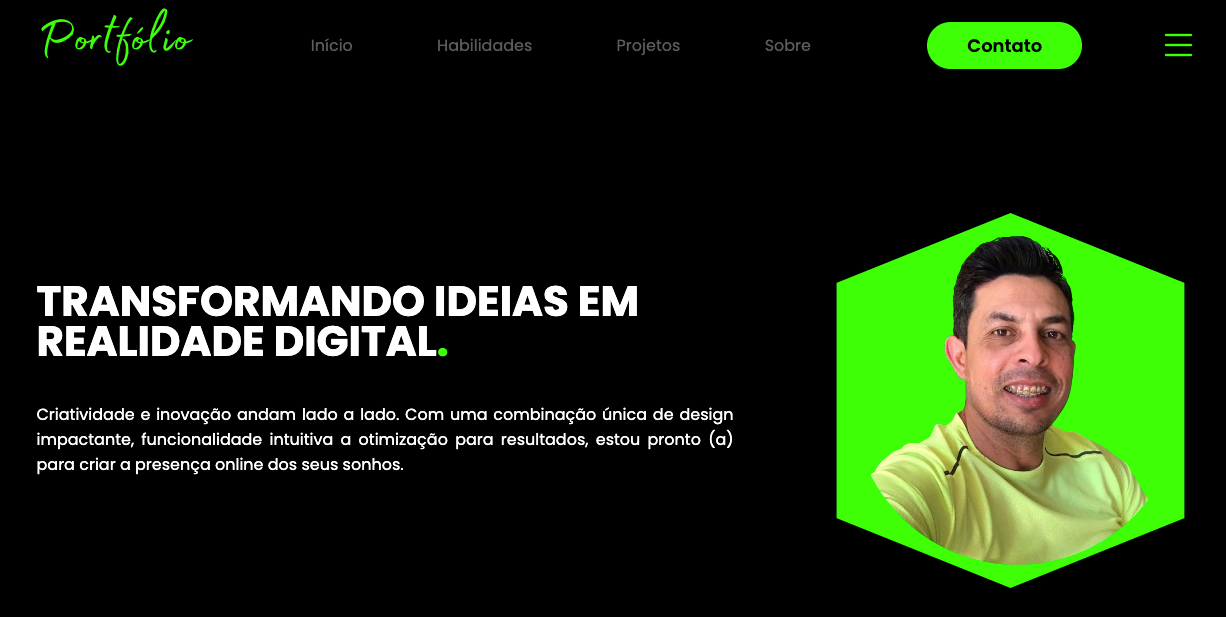 Portfólio
Início
Habilidades
Projetos
Sobre
Contato
TRANSFORMANDO IDEIAS EM
REALIDADE DIGITAL.
Criatividade e inovação andam lado a lado. Com uma combinação única de design
impactante, funcionalidade intuitiva a otimização para resultados, estou pronto (a)
para criar a presença online dos seus sonhos.